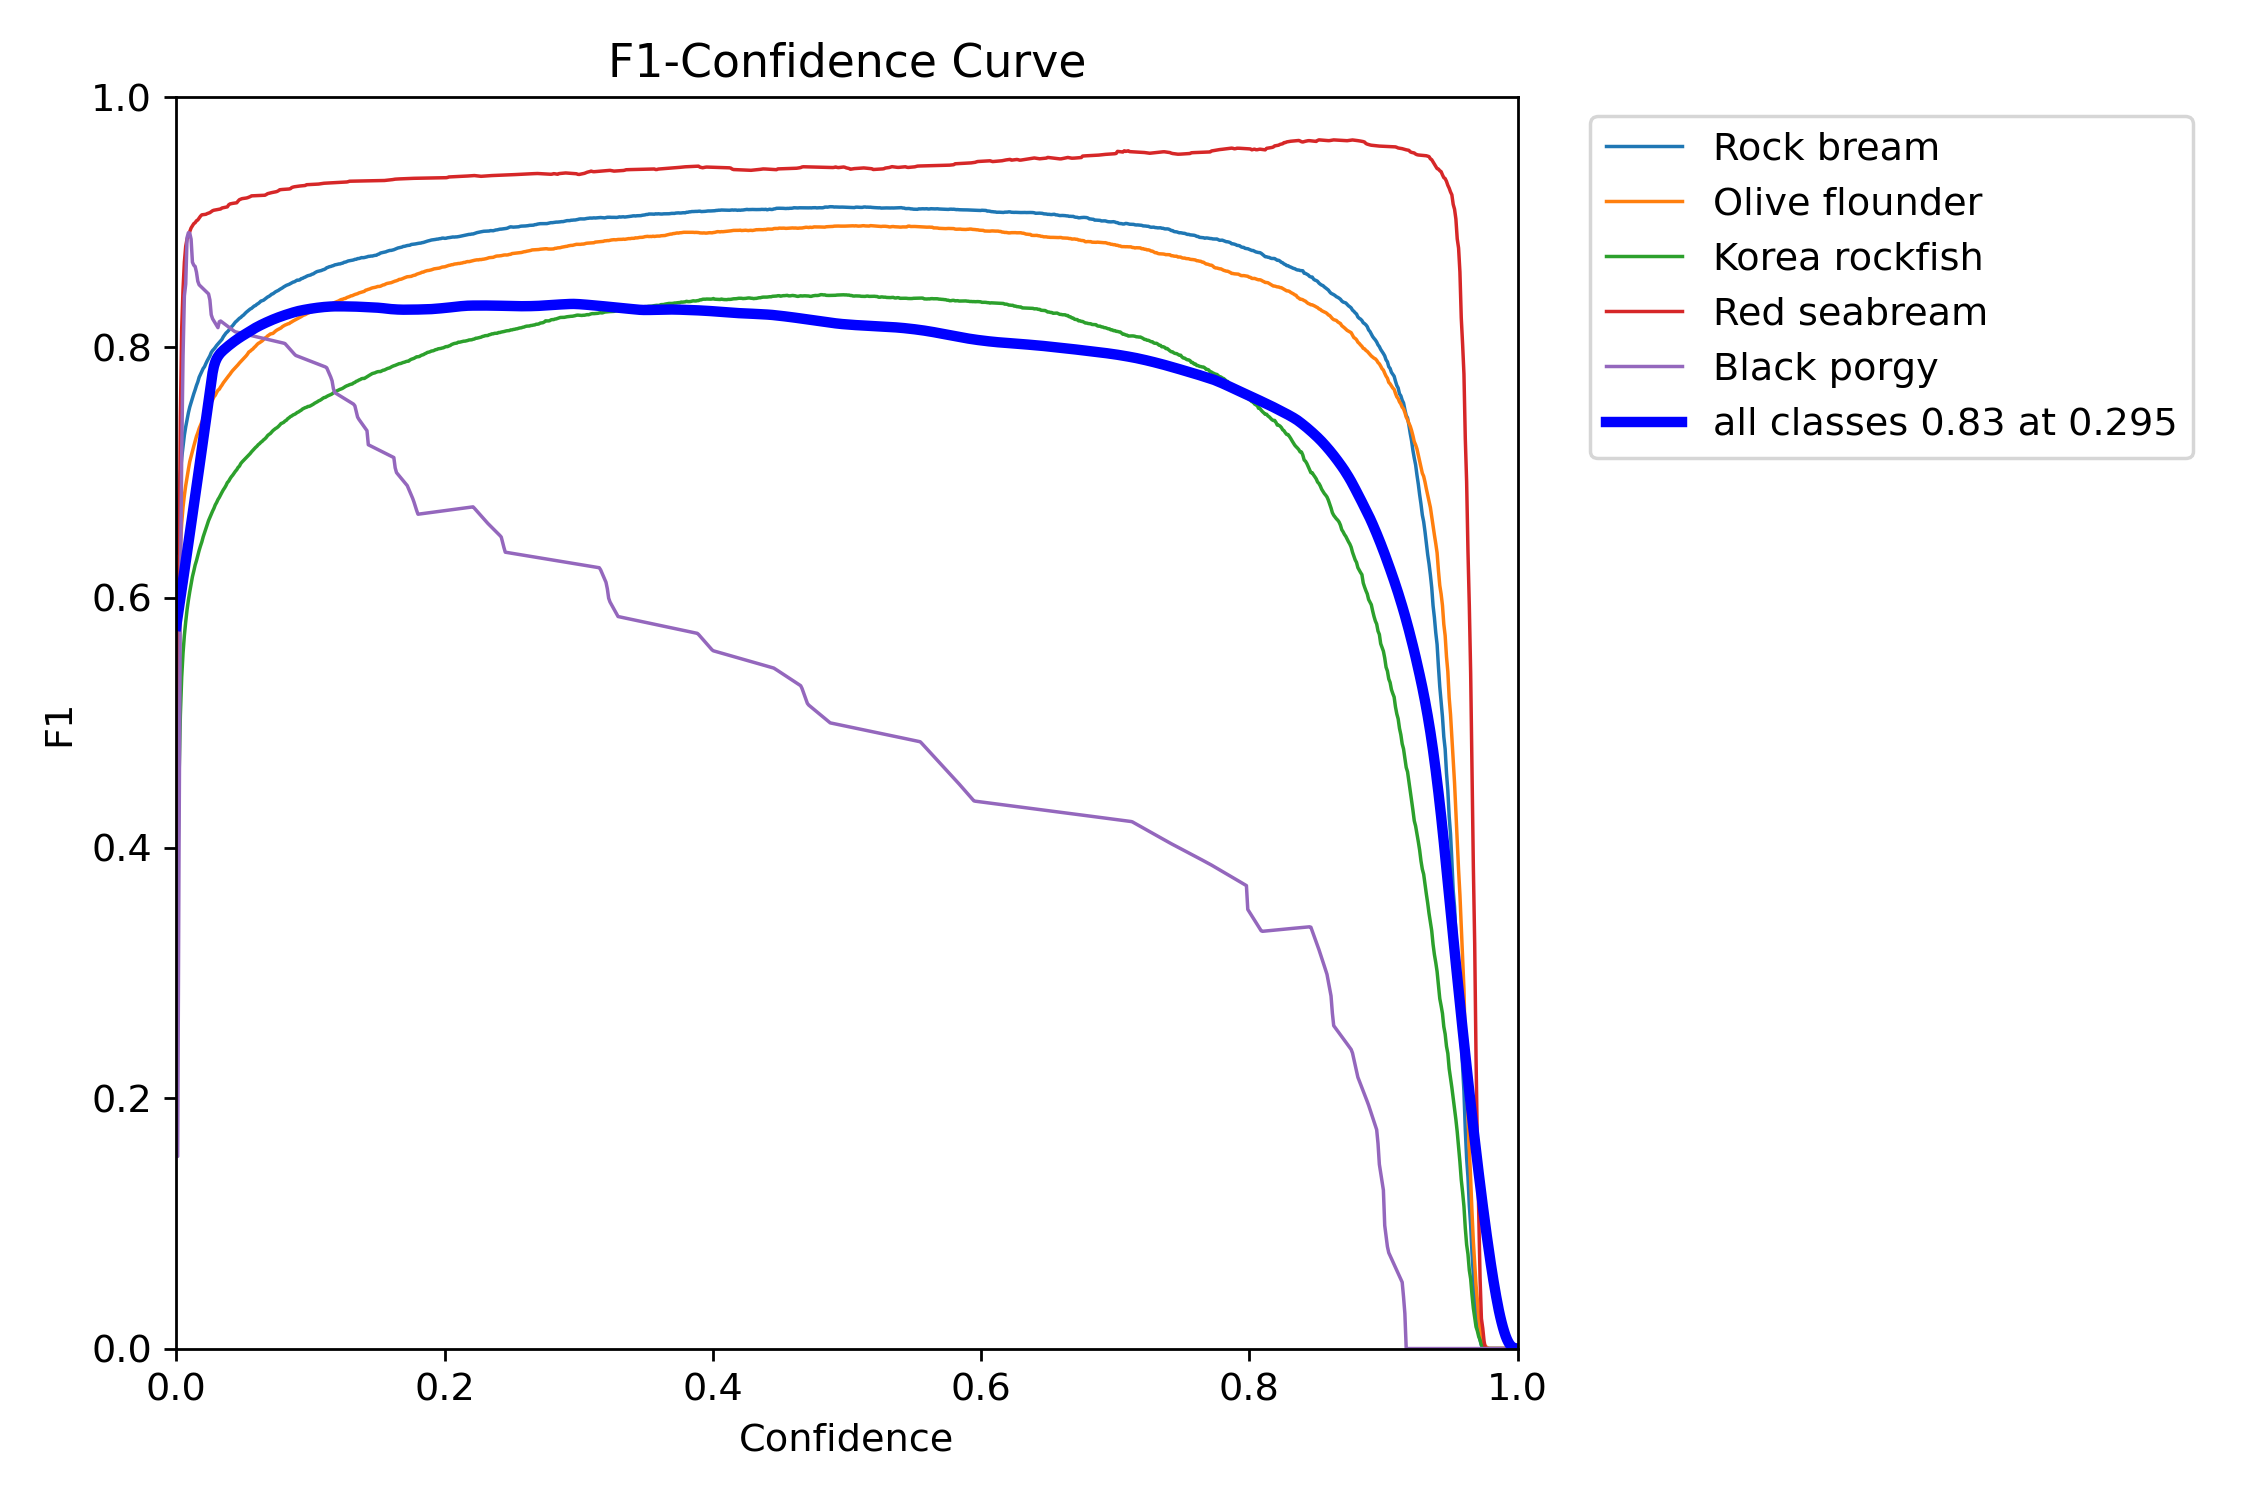 F1-Confidence Curve
1.0
0.8
0.6
0.4
0.2
0.0
F1
0.0 0.2 0.4 0.6 0.8 1.0
Confidence
Rock bream
Olive flounder
Korea rockfish
Red seabream
Black porgy
all classes 0.83 at 0.295